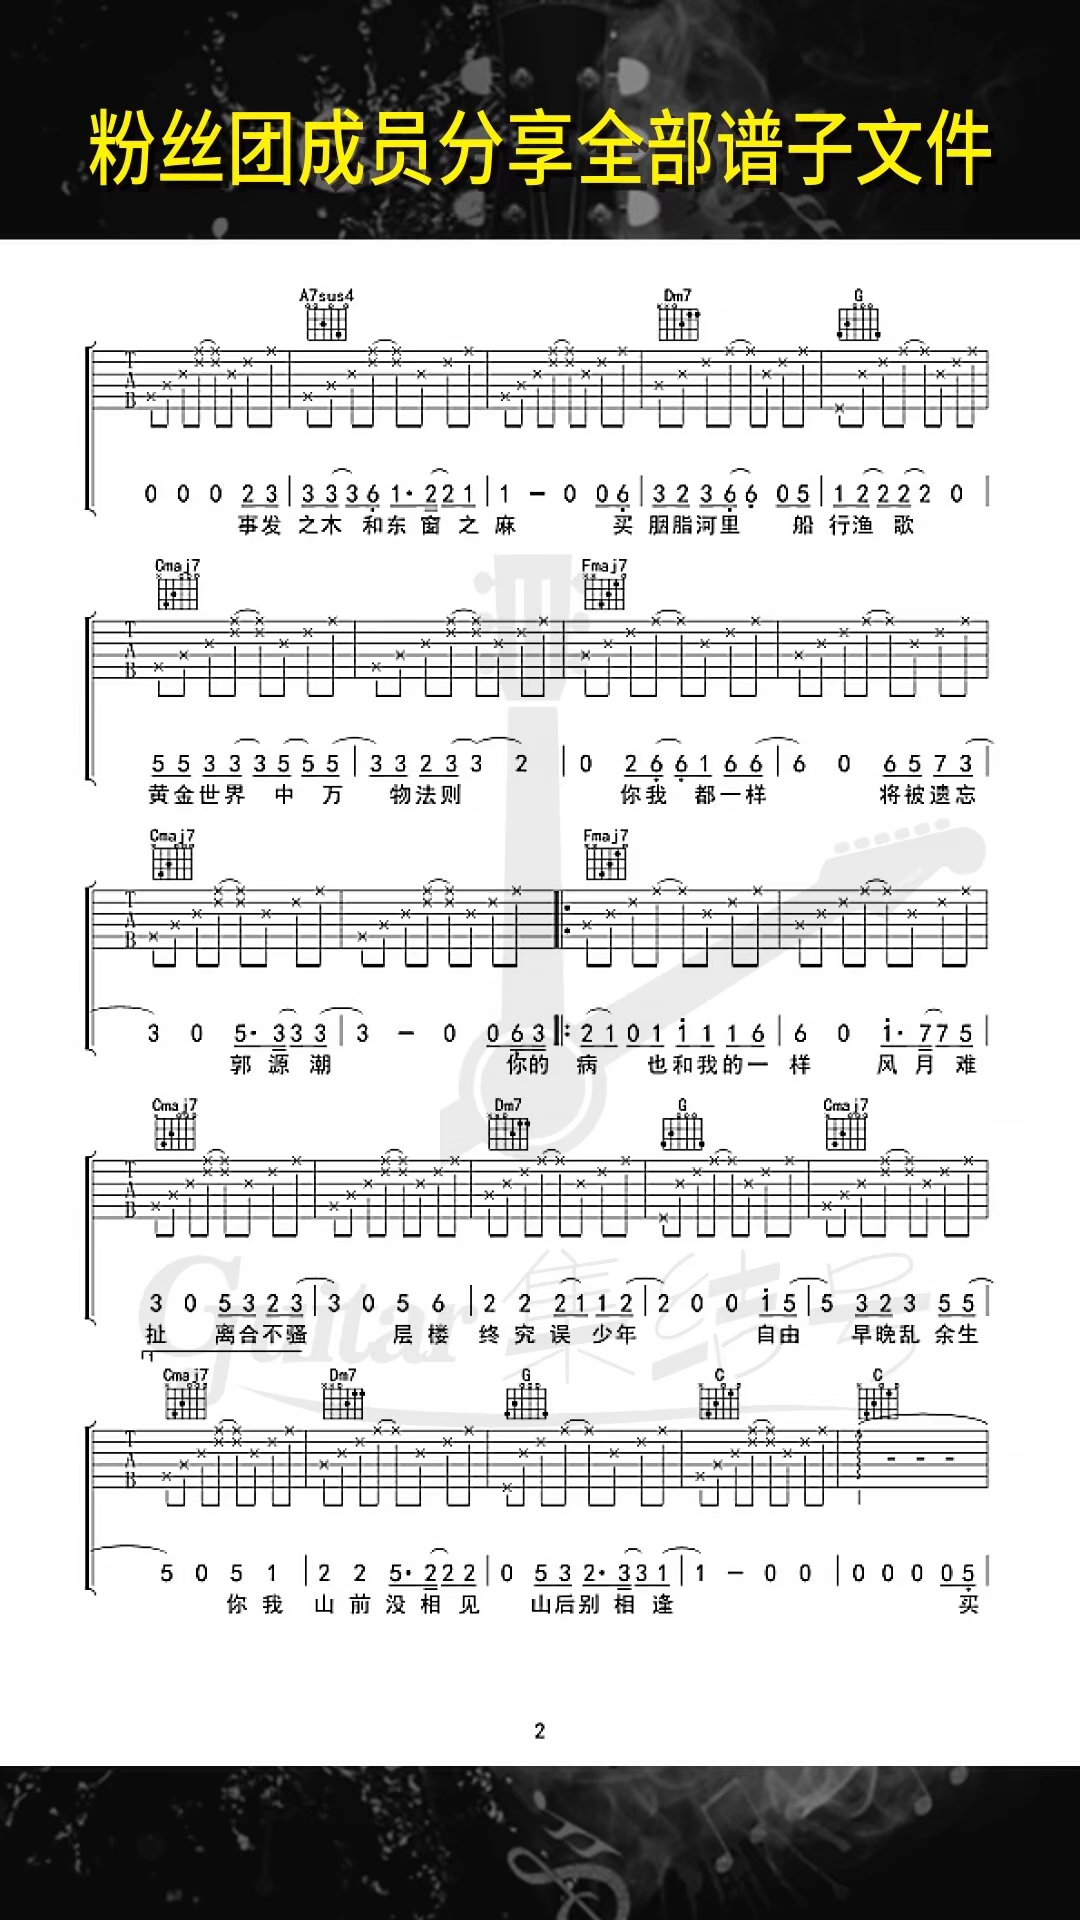 粉丝团成员分享全部谱子文件
A7sus4 Dm7 G
T A B
0 0 0 2 3 | 3 3 3 6 1· 2 2 1 | 1 - 0 0 6 | 3 2 3 6 6 0 5 | 1 2 2 2 2 0 |
事发 之木 和东 窗 之 麻 买 胭脂河里 船 行渔 歌
Cmaj7 Fmaj7
T A B
5 5 3 3 3 5 5 5 | 3 3 2 3 3 2 | 0 2 6 6 1 6 6 | 6 0 6 5 7 3 |
黄金世界 中 万 物法则 你我 都一样 将被遗忘
Cmaj7 Fmaj7
T A B
3 0 5· 3 3 3 | 3 - 0 0 6 3 |: 2 1 0 1 1 1 1 6 | 6 0 1· 7 7 5 |
郭 源 潮 你的 病 也和我的一 样 风 月 难
Cmaj7 Dm7 G Cmaj7
T A B
3 0 5 3 2 3 | 3 0 5 6 | 2 2 2 1 1 2 | 2 0 0 1 5 | 5 3 2 3 5 5 |
扯 离合不骚 层 楼 终 究 误 少年 自由 早晚乱 余生
1
Cmaj7 Dm7 G C C
T A B
5 0 5 1 | 2 2 5· 2 2 2 | 0 5 3 2· 3 3 1 | 1 - 0 0 | 0 0 0 0 5 |
你 我 山 前 没 相 见 山后别 相 逢 买
2
Guitar 集结号